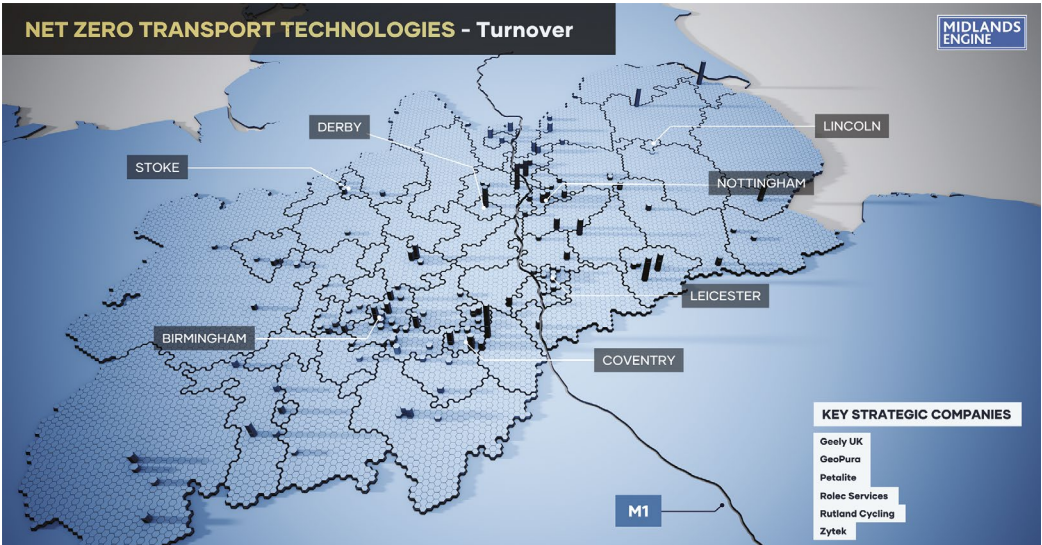 NET ZERO TRANSPORT TECHNOLOGIES - Turnover
MIDLANDS
ENGINE
DERBY
LINCOLN
STOKE
NOTTINGHAM
LEICESTER
BIRMINGHAM
COVENTRY
KEY STRATEGIC COMPANIES
Geely UK
GeoPura
Petalite
Rolec Services
Rutland Cycling
Zytek
M1